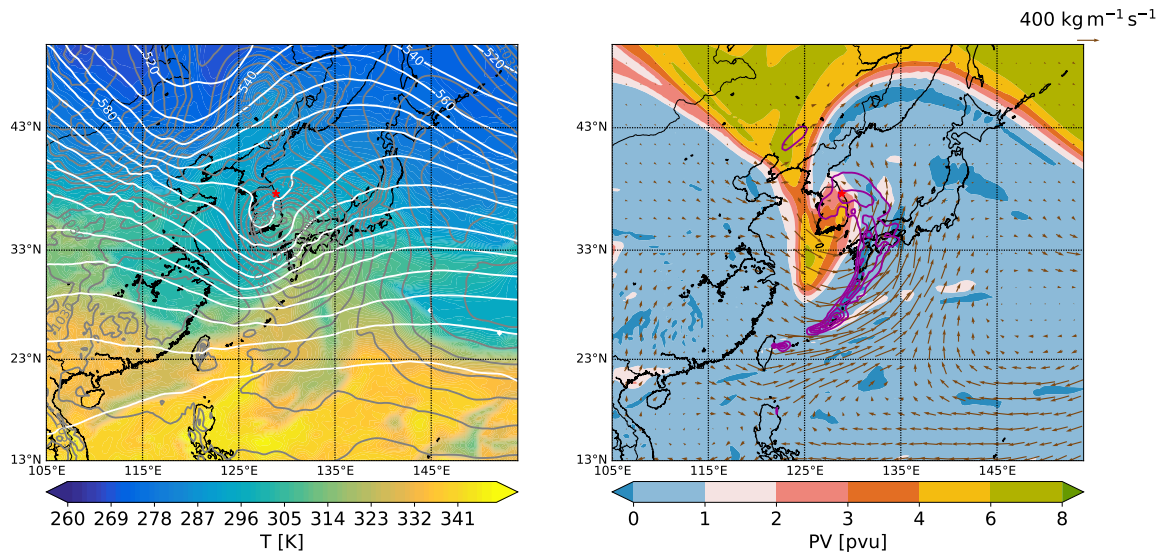 400 kg m⁻¹ s⁻¹
520
540
520
580
540
560
43°N
43°N
33°N
33°N
23°N
23°N
13°N
13°N
105°E 115°E 125°E 135°E 145°E
105°E 115°E 125°E 135°E 145°E
260 269 278 287 296 305 314 323 332 341
0 1 2 3 4 6 8
T [K]
PV [pvu]